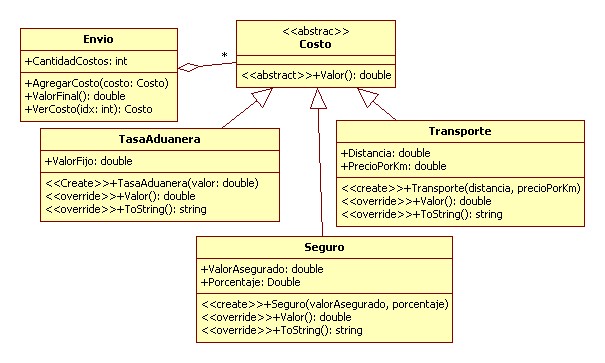 Envio
+CantidadCostos: int
+AgregarCosto(costo: Costo)
+ValorFinal(): double
+VerCosto(idx: int): Costo
*
<<abstrac>>
Costo
<<abstract>>+Valor(): double
TasaAduanera
+ValorFijo: double
<<Create>>+TasaAduanera(valor: double)
<<override>>+Valor(): double
<<override>>+ToString(): string
Transporte
+Distancia: double
+PrecioPorKm: double
<<create>>+Transporte(distancia, precioPorKm)
<<override>>+Valor(): double
<<override>>+ToString(): string
Seguro
+ValorAsegurado: double
+Porcentaje: Double
<<create>>+Seguro(valorAsegurado, porcentaje)
<<override>>+Valor(): double
<<override>>+ToString(): string